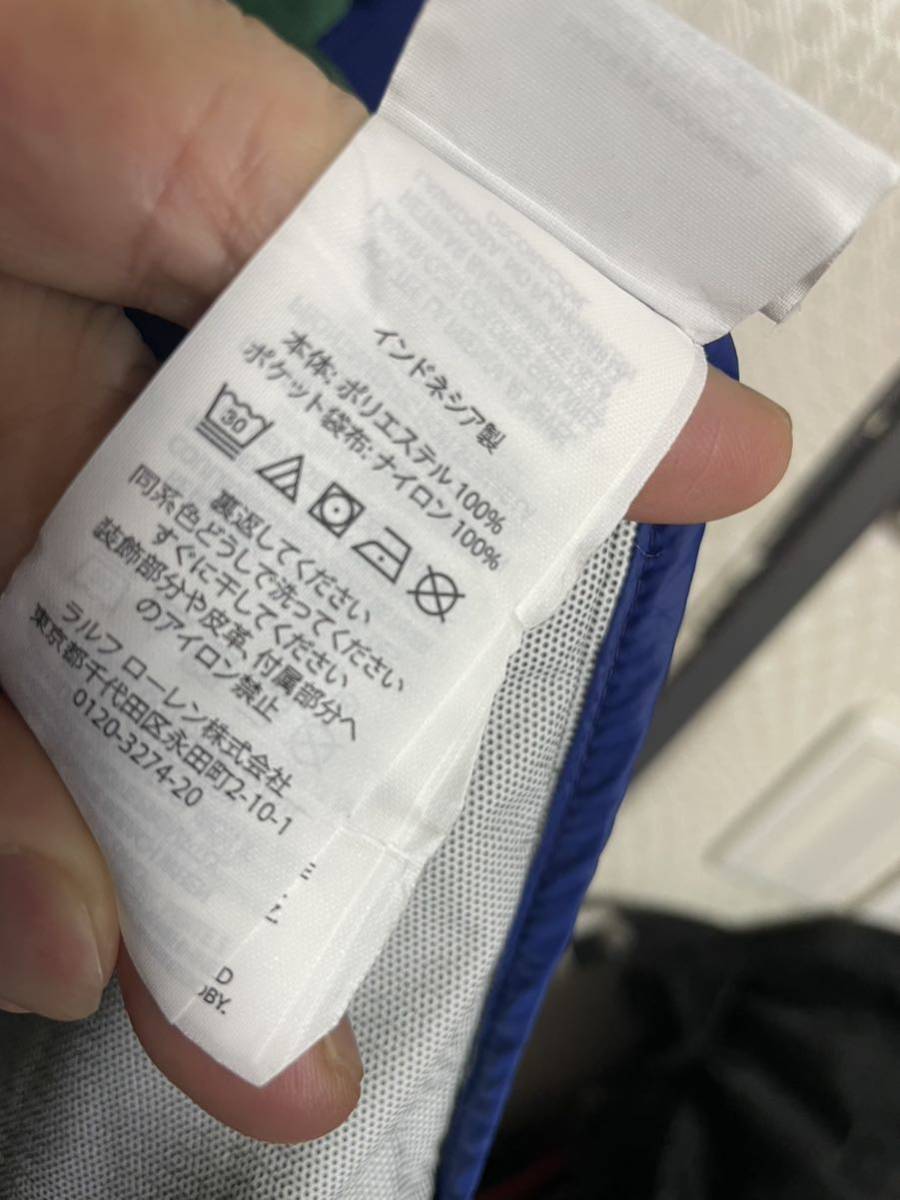 インドネシア製
本体: ポリエステル 100%
ポケット袋布: ナイロン 100%
30
裏返してください
同系色どうしで洗ってください
すぐに干してください
装飾部分や皮革、付属部分へ
のアイロン禁止
ラルフ ローレン株式会社
東京都千代田区永田町2-10-1
0120-3274-20
D
BY.